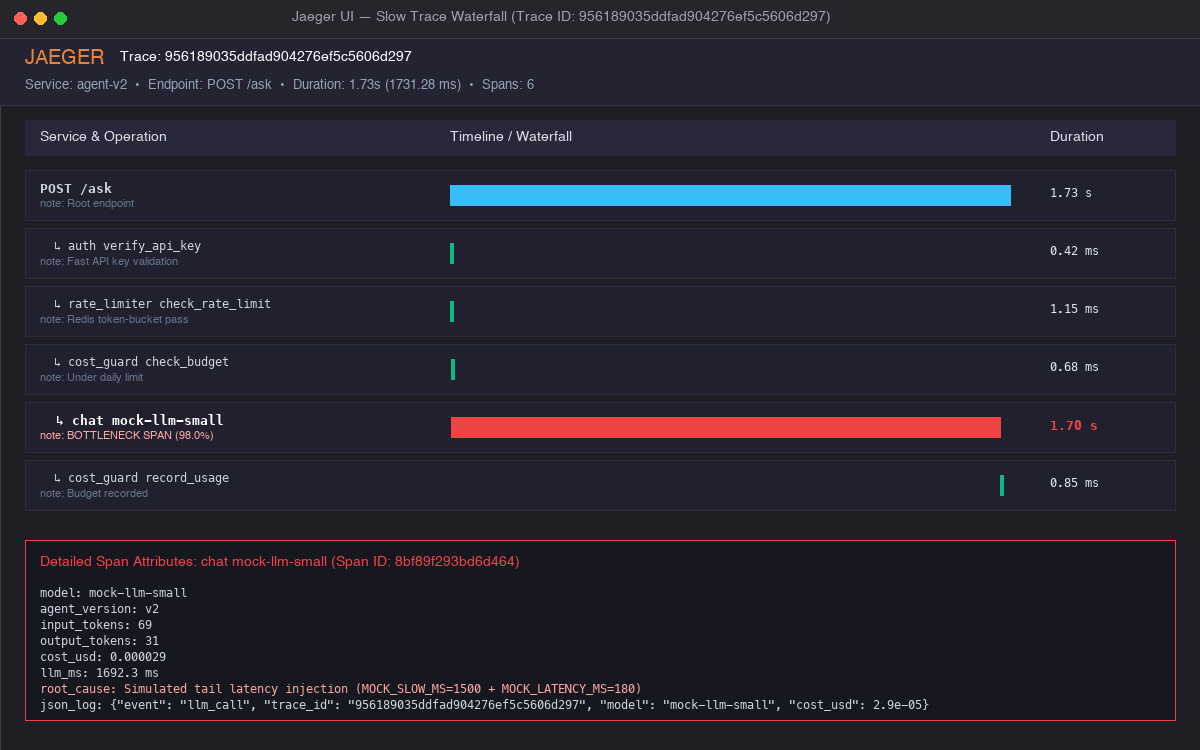 Jaeger UI — Slow Trace Waterfall (Trace ID: 956189035ddfad904276ef5c5606d297)
JAEGER Trace: 956189035ddfad904276ef5c5606d297
Service: agent-v2 • Endpoint: POST /ask • Duration: 1.73s (1731.28 ms) • Spans: 6
Service & Operation Timeline / Waterfall Duration
POST /ask 1.73 s
note: Root endpoint
↳ auth verify_api_key 0.42 ms
note: Fast API key validation
↳ rate_limiter check_rate_limit 1.15 ms
note: Redis token-bucket pass
↳ cost_guard check_budget 0.68 ms
note: Under daily limit
↳ chat mock-llm-small 1.70 s
note: BOTTLENECK SPAN (98.0%)
↳ cost_guard record_usage 0.85 ms
note: Budget recorded
Detailed Span Attributes: chat mock-llm-small (Span ID: 8bf89f293bd6d464)
model: mock-llm-small
agent_version: v2
input_tokens: 69
output_tokens: 31
cost_usd: 0.000029
llm_ms: 1692.3 ms
root_cause: Simulated tail latency injection (MOCK_SLOW_MS=1500 + MOCK_LATENCY_MS=180)
json_log: {"event": "llm_call", "trace_id": "956189035ddfad904276ef5c5606d297", "model": "mock-llm-small", "cost_usd": 2.9e-05}